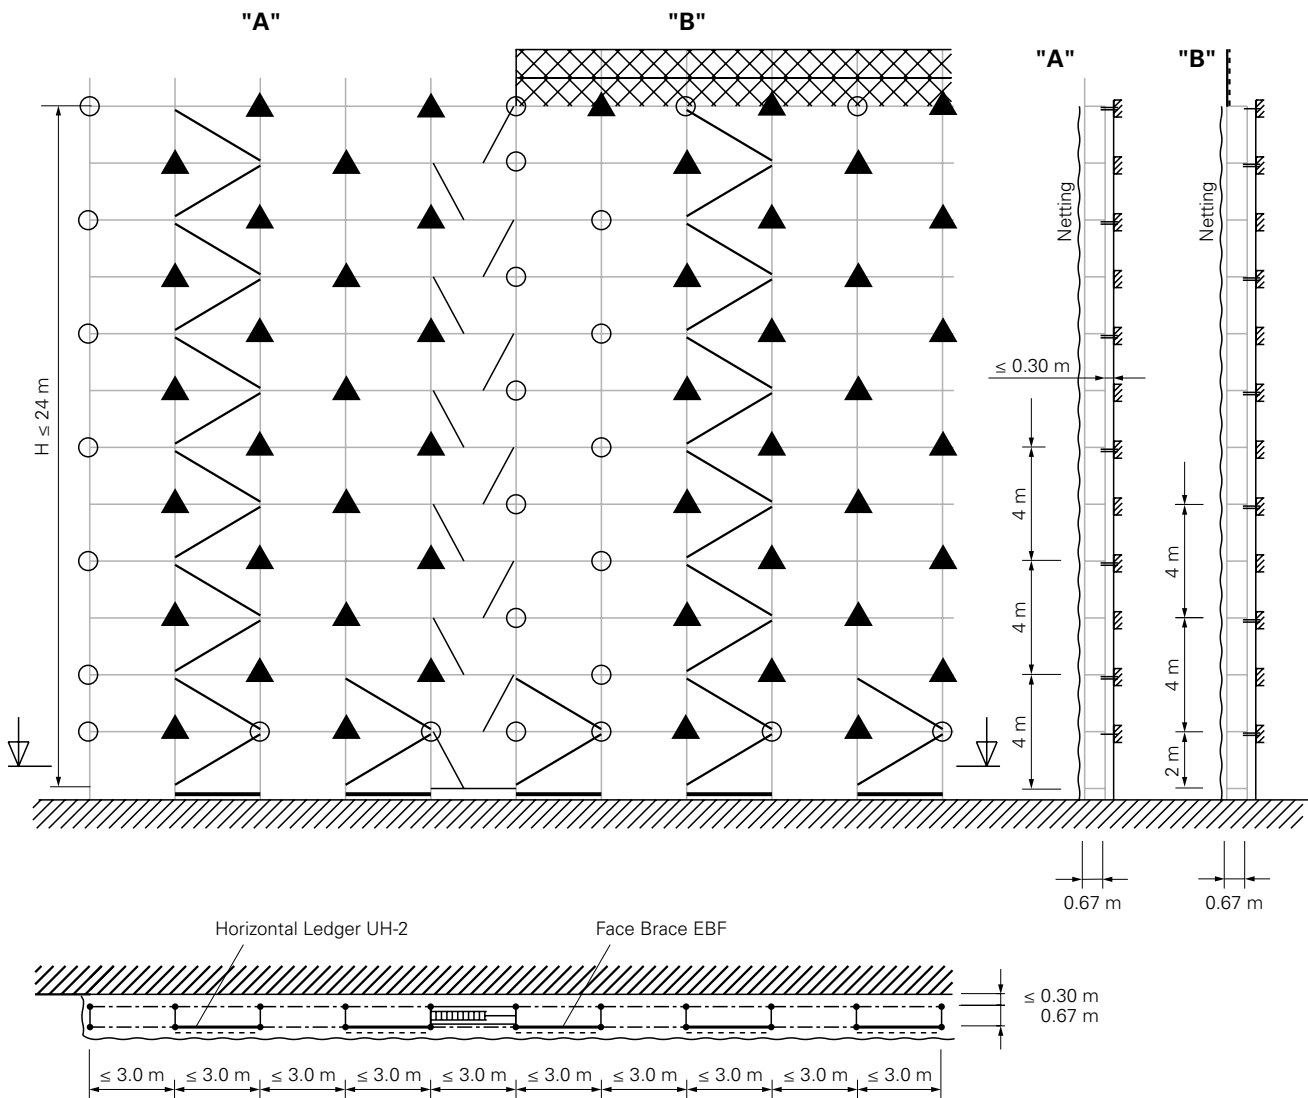 "A"
"B"
"A"
"B"
Netting
Netting
H ≤ 24 m
≤ 0.30 m
4 m
4 m
4 m
4 m
4 m
2 m
0.67 m
0.67 m
Horizontal Ledger UH-2
Face Brace EBF
≤ 0.30 m
0.67 m
≤ 3.0 m
≤ 3.0 m
≤ 3.0 m
≤ 3.0 m
≤ 3.0 m
≤ 3.0 m
≤ 3.0 m
≤ 3.0 m
≤ 3.0 m
≤ 3.0 m